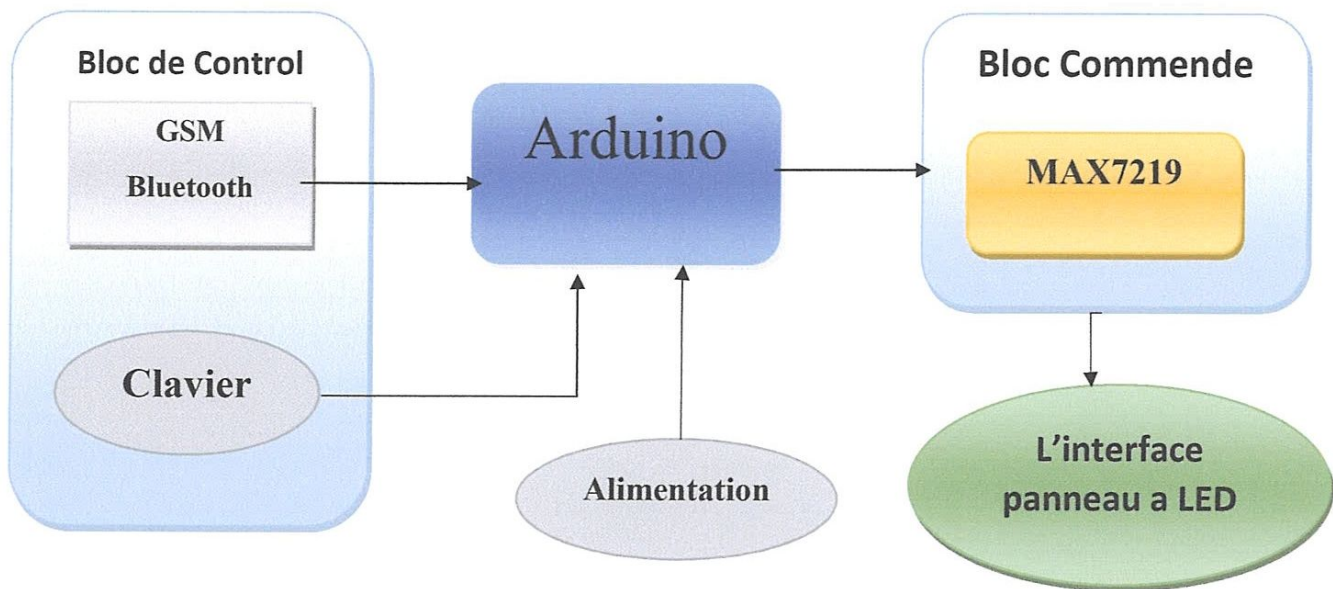 Bloc de Control
GSM
Bluetooth
Clavier
Arduino
Alimentation
Bloc Commende
MAX7219
L’interface
panneau a LED